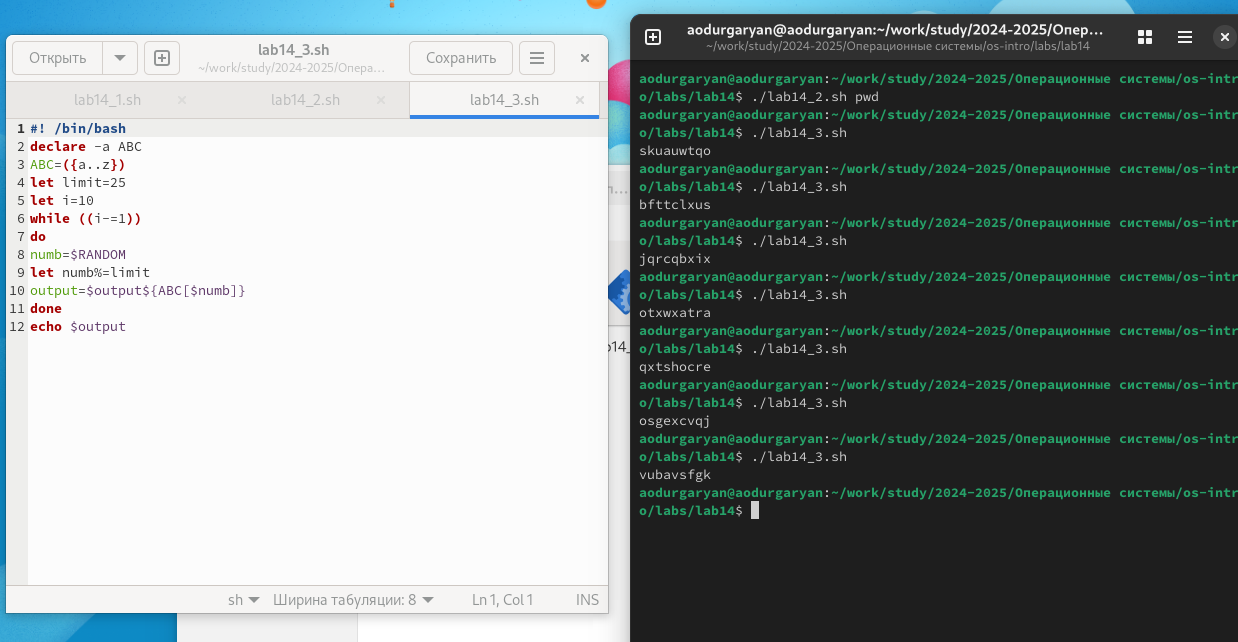 Открыть
lab14_3.sh
~/work/study/2024-2025/Опера...
Сохранить
lab14_1.sh
lab14_2.sh
lab14_3.sh
1 #! /bin/bash
2 declare -a ABC
3 ABC=({a..z})
4 let limit=25
5 let i=10
6 while ((i-=1))
7 do
8 numb=$RANDOM
9 let numb%=limit
10 output=$output${ABC[$numb]}
11 done
12 echo $output
sh
Ширина табуляции: 8
Ln 1, Col 1
INS
aodurgaryan@aodurgaryan:~/work/study/2024-2025/Опер...
~/work/study/2024-2025/Операционные системы/os-intro/labs/lab14
aodurgaryan@aodurgaryan:~/work/study/2024-2025/Операционные системы/os-intr
o/labs/lab14$ ./lab14_2.sh pwd
aodurgaryan@aodurgaryan:~/work/study/2024-2025/Операционные системы/os-intr
o/labs/lab14$ ./lab14_3.sh
skuauwtqo
aodurgaryan@aodurgaryan:~/work/study/2024-2025/Операционные системы/os-intr
o/labs/lab14$ ./lab14_3.sh
bfttclxus
aodurgaryan@aodurgaryan:~/work/study/2024-2025/Операционные системы/os-intr
o/labs/lab14$ ./lab14_3.sh
jqrcqbxix
aodurgaryan@aodurgaryan:~/work/study/2024-2025/Операционные системы/os-intr
o/labs/lab14$ ./lab14_3.sh
otxwxatra
aodurgaryan@aodurgaryan:~/work/study/2024-2025/Операционные системы/os-intr
o/labs/lab14$ ./lab14_3.sh
qxtshocre
aodurgaryan@aodurgaryan:~/work/study/2024-2025/Операционные системы/os-intr
o/labs/lab14$ ./lab14_3.sh
osgexcvqj
aodurgaryan@aodurgaryan:~/work/study/2024-2025/Операционные системы/os-intr
o/labs/lab14$ ./lab14_3.sh
vubavsfgk
aodurgaryan@aodurgaryan:~/work/study/2024-2025/Операционные системы/os-intr
o/labs/lab14$